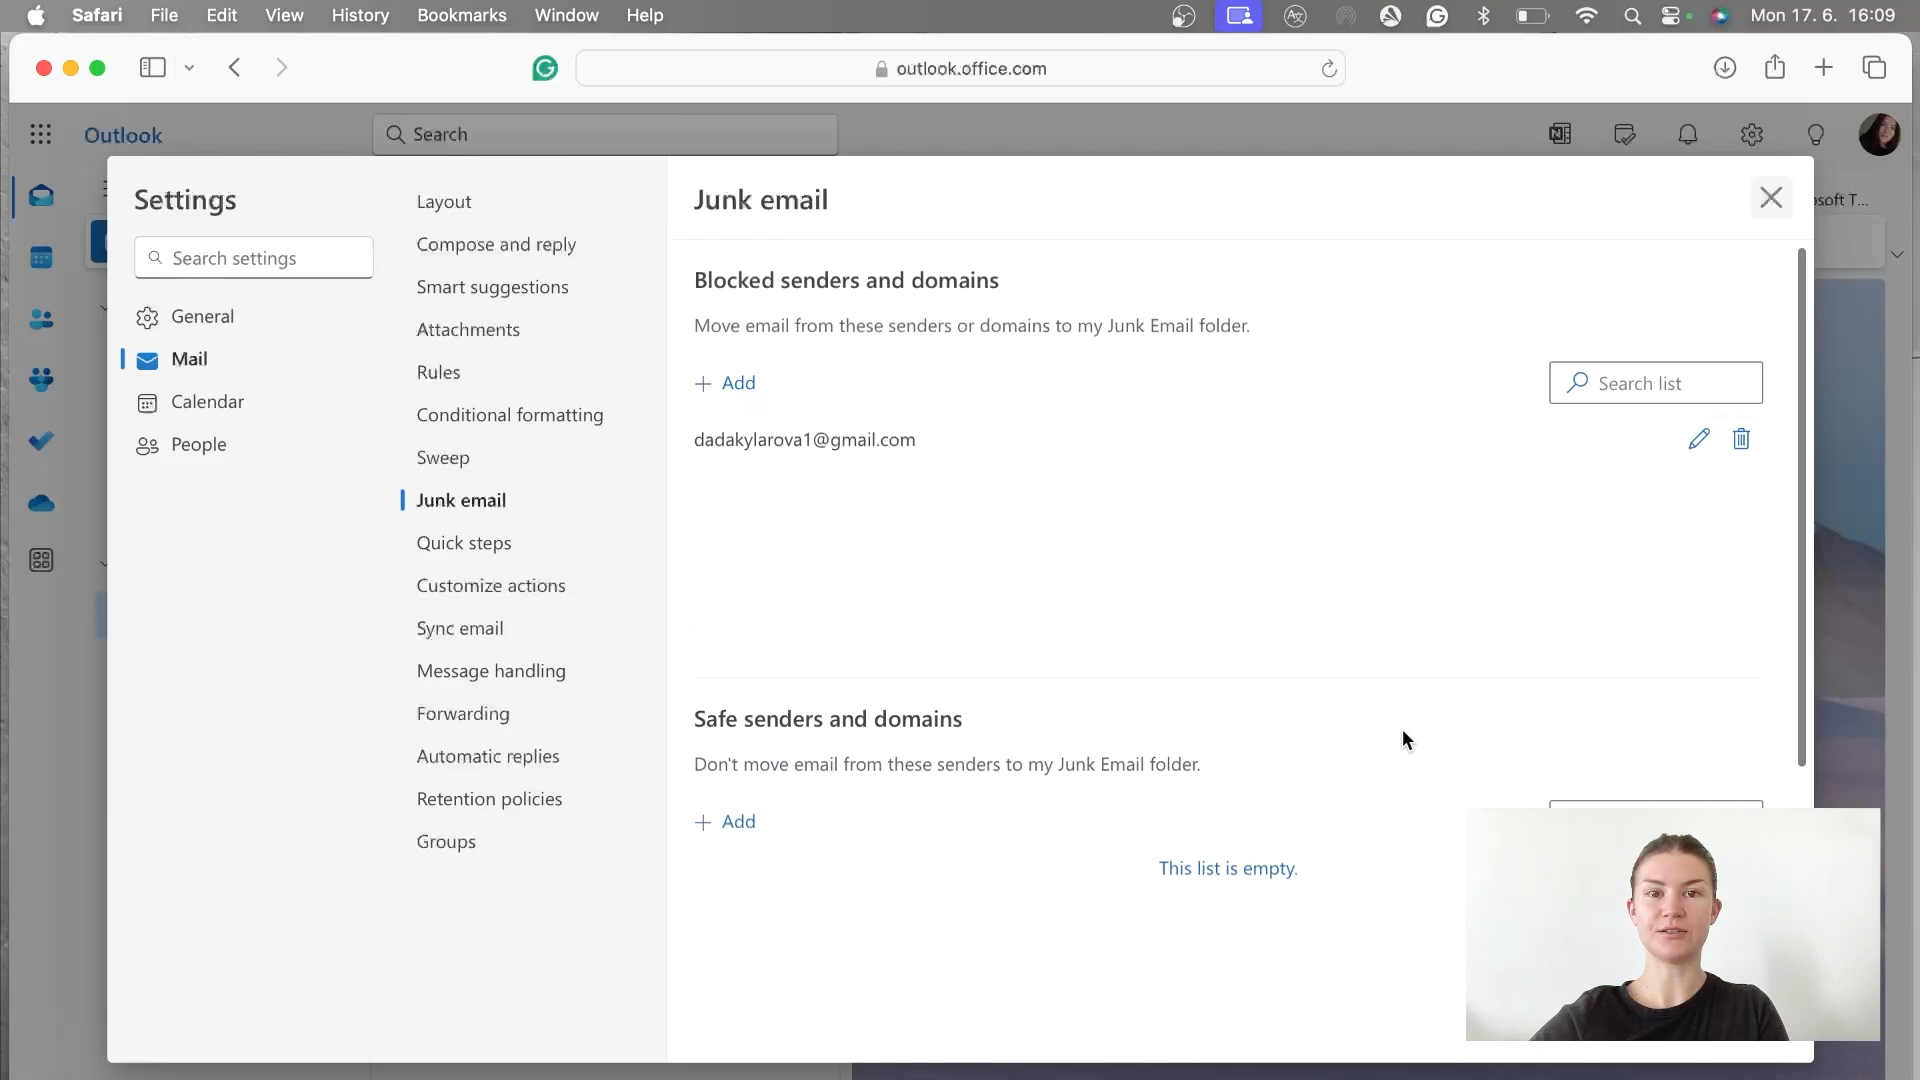 Safari File Edit View History Bookmarks Window Help Mon 17. 6. 16:09
outlook.office.com
Outlook
Search
Settings
Search settings
General
Mail
Calendar
People
Layout
Compose and reply
Smart suggestions
Attachments
Rules
Conditional formatting
Sweep
Junk email
Quick steps
Customize actions
Sync email
Message handling
Forwarding
Automatic replies
Retention policies
Groups
Junk email
Blocked senders and domains
Move email from these senders or domains to my Junk Email folder.
Add
Search list
dadakylarova1@gmail.com
Safe senders and domains
Don't move email from these senders to my Junk Email folder.
Add
This list is empty.